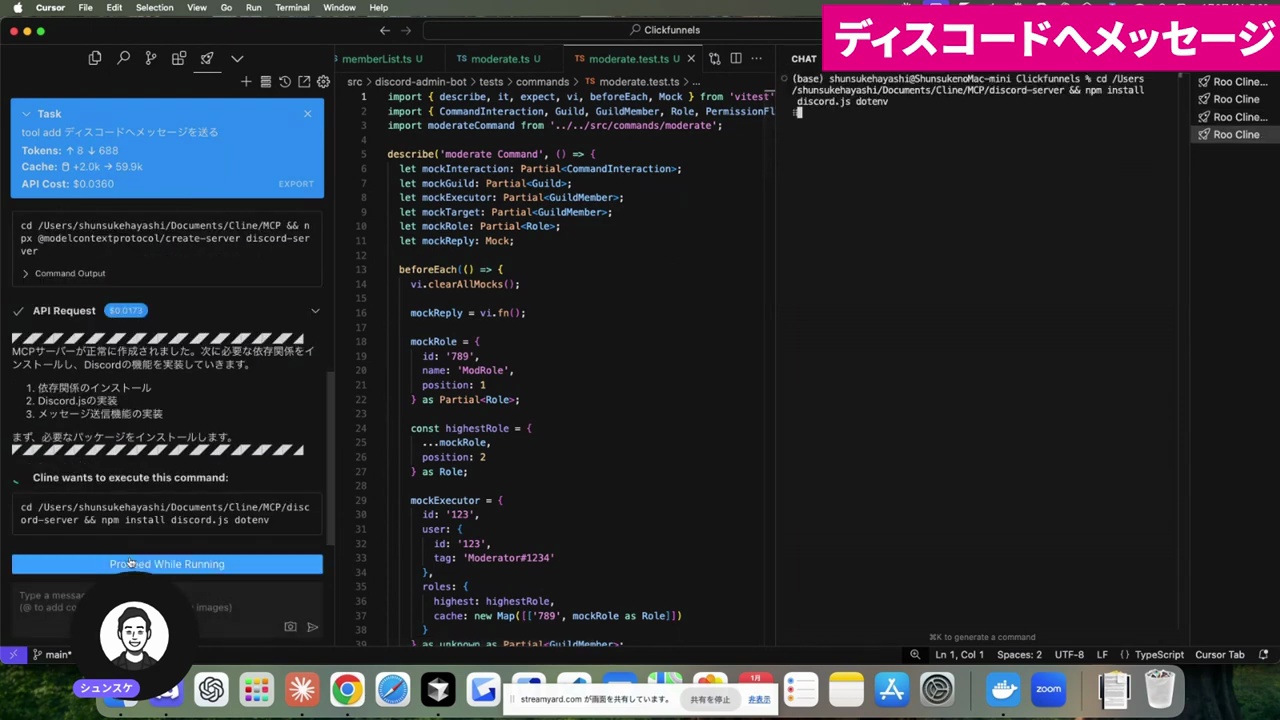 Cursor File Edit Selection View Go Run Terminal Window Help
ディスコードへメッセージ
Clickfunnels
memberList.ts U
moderate.ts U
moderate.test.ts U
CHAT
src > discord-admin-bot > tests > commands > moderate.test.ts > ...
Task
tool add ディスコードへメッセージを送る
Tokens: ↑ 8 ↓ 688
Cache: +2.0k → 59.9k
API Cost: $0.0360
EXPORT
cd /Users/shunsukehayashi/Documents/Cline/MCP && n
px @modelcontextprotocol/create-server discord-ser
ver
Command Output
API Request $0.0173
MCPサーバーが正常に作成されました。次に必要な依存関係をイ
ンストールし、Discordの機能を実装していきます。
1. 依存関係のインストール
2. Discord.jsの実装
3. メッセージ送信機能の実装
まず、必要なパッケージをインストールします。
Cline wants to execute this command:
cd /Users/shunsukehayashi/Documents/Cline/MCP/disc
ord-server && npm install discord.js dotenv
While Running
Type a messa
(@ to add co
images)
シュンスケ
main*
1 import { describe, it, expect, vi, beforeEach, Mock } from 'vitest'
2 import { CommandInteraction, Guild, GuildMember, Role, PermissionFl
3 import moderateCommand from '../../src/commands/moderate';
4
5 describe('moderate Command', () => {
6 let mockInteraction: Partial<CommandInteraction>;
7 let mockGuild: Partial<Guild>;
8 let mockExecutor: Partial<GuildMember>;
9 let mockTarget: Partial<GuildMember>;
10 let mockRole: Partial<Role>;
11 let mockReply: Mock;
12
13 beforeEach(() => {
14 vi.clearAllMocks();
15
16 mockReply = vi.fn();
17
18 mockRole = {
19 id: '789',
20 name: 'ModRole',
21 position: 1
22 } as Partial<Role>;
23
24 const highestRole = {
25 ...mockRole,
26 position: 2
27 } as Role;
28
29 mockExecutor = {
30 id: '123',
31 user: {
32 id: '123',
33 tag: 'Moderator#1234'
34 },
35 roles: {
36 highest: highestRole,
37 cache: new Map([['789', mockRole as Role]])
38 }
39 } as unknown as Partial<GuildMember>;
(base) shunsukehayashi@ShunsukenoMac-mini Clickfunnels % cd /Users
/shunsukehayashi/Documents/Cline/MCP/discord-server && npm install
discord.js dotenv
Roo Cline...
Roo Cline
Roo Cline...
Roo Cline
⌘K to generate a command
Ln 1, Col 1
Spaces: 2
UTF-8
LF
{ } TypeScript
Cursor Tab
streamyard.com が画面を共有しています。
共有を停止
非表示
1月
zoom